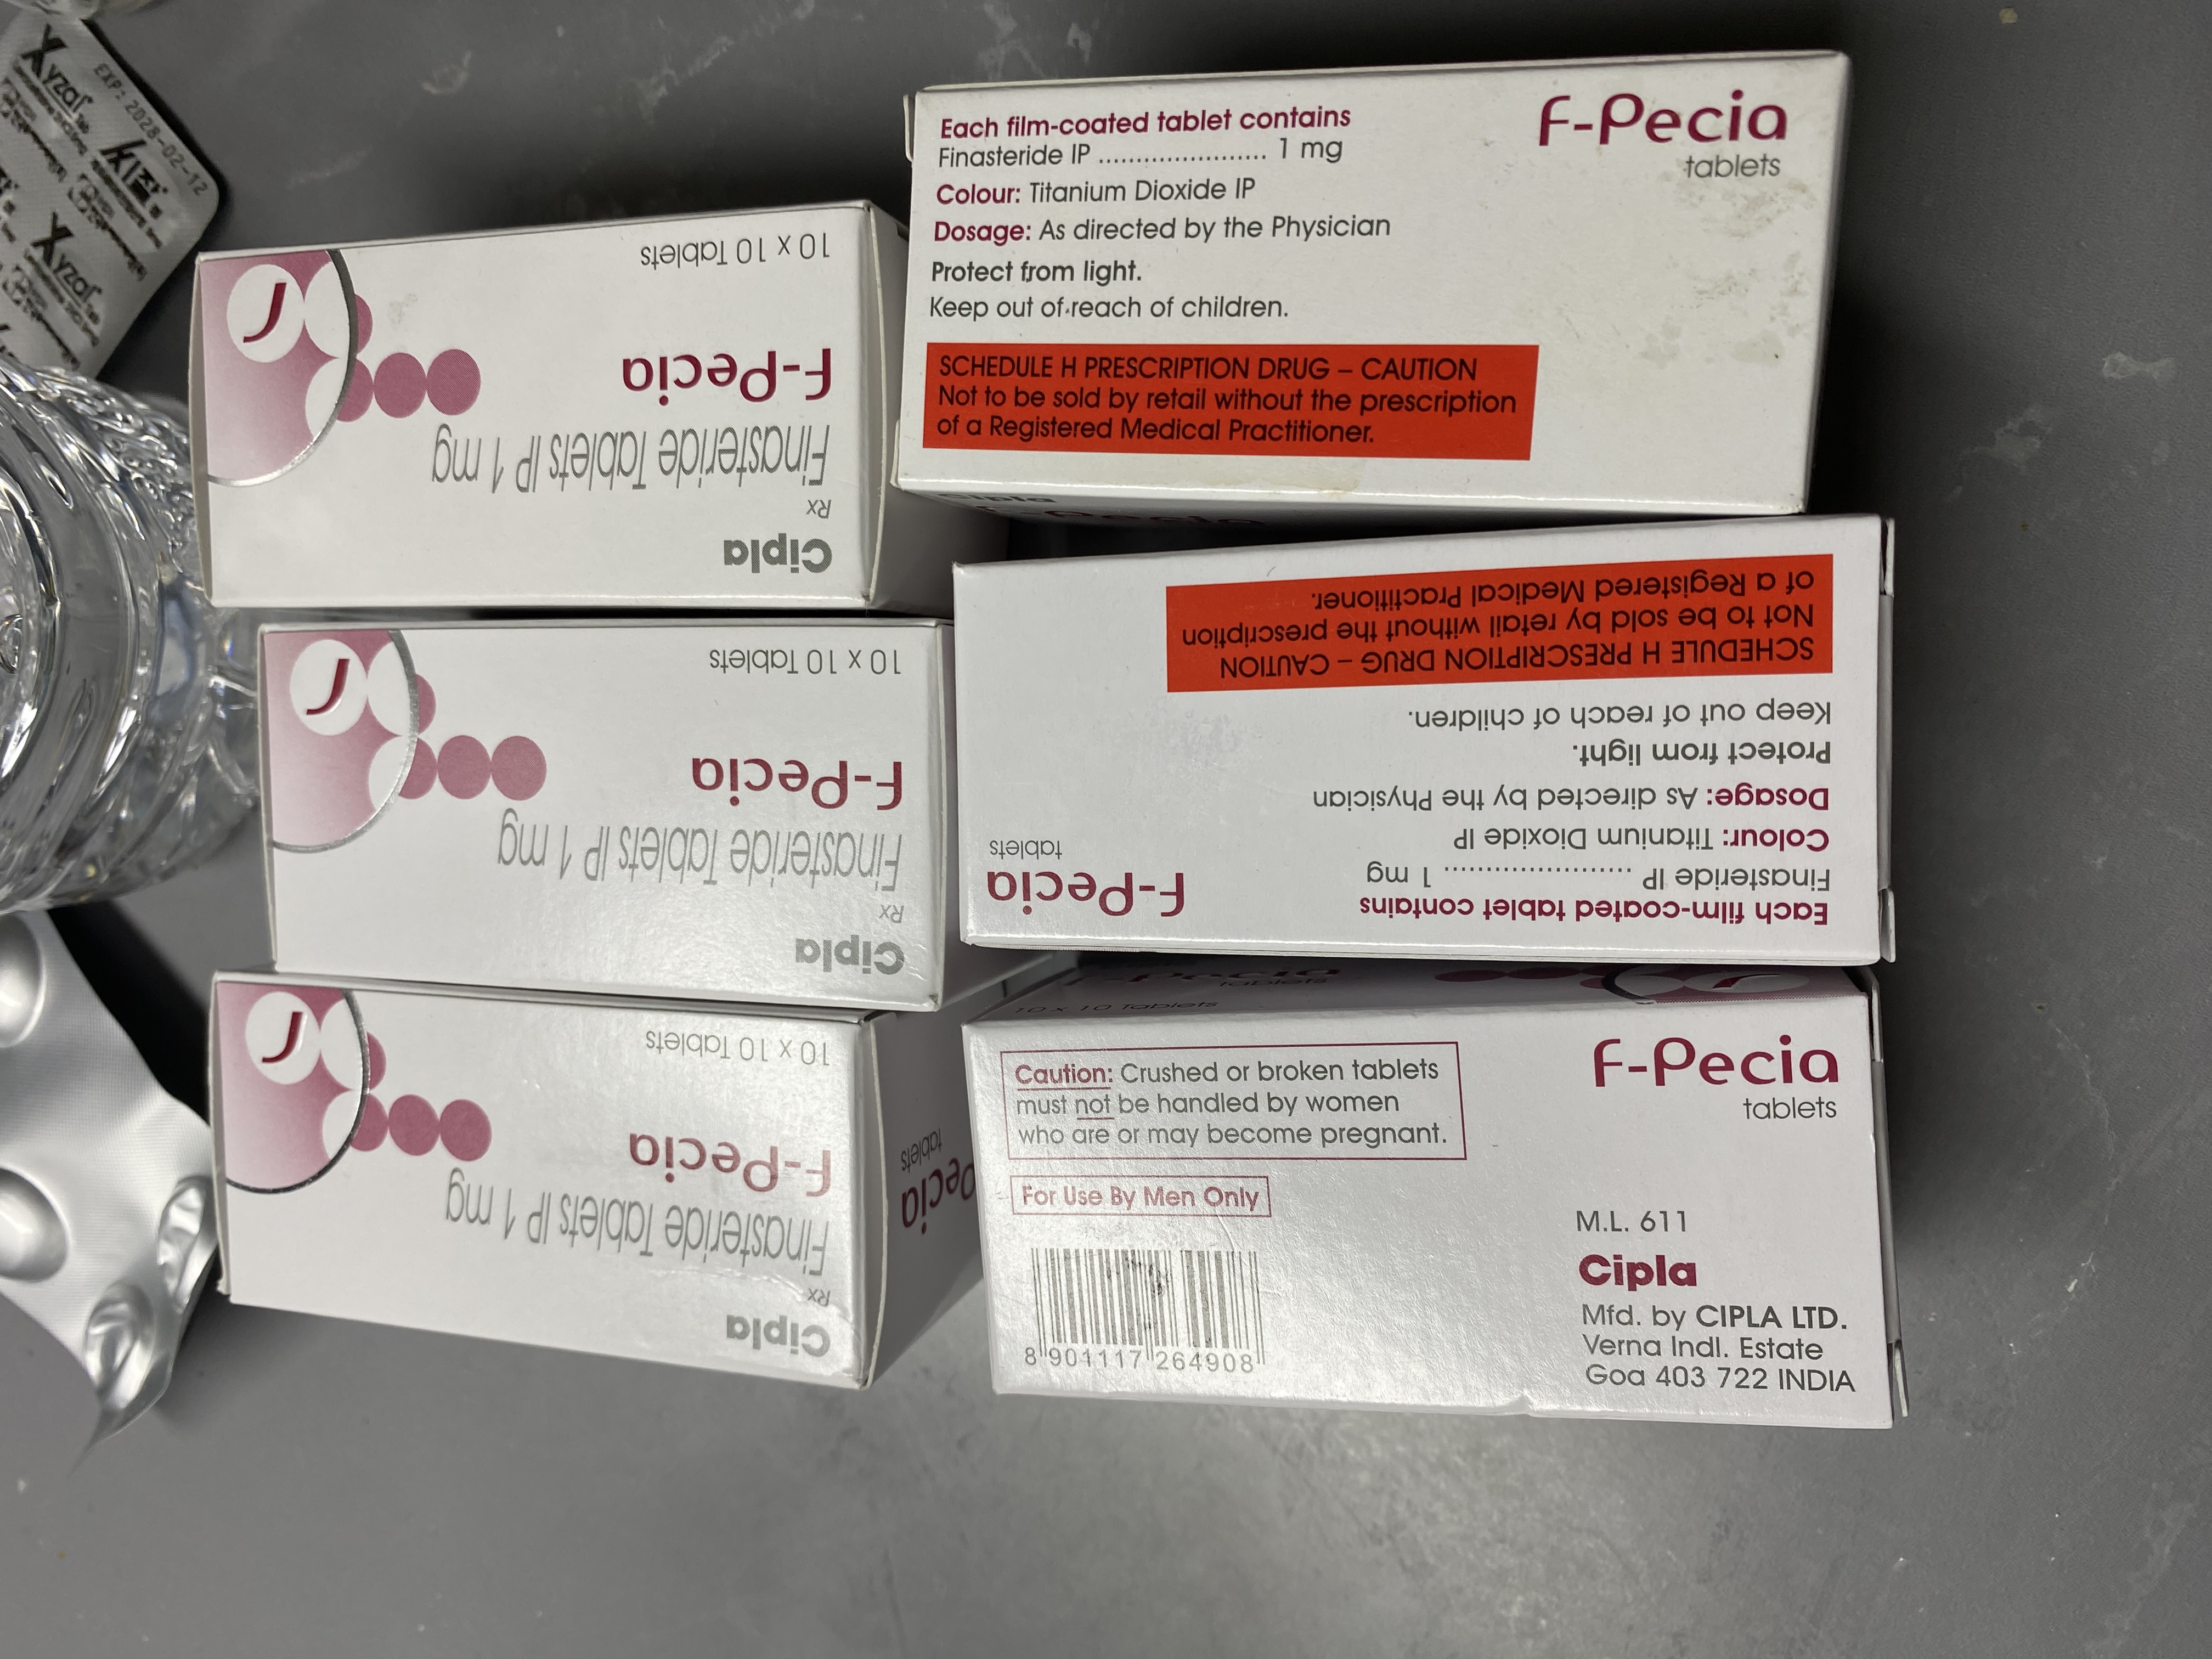 Xyzal
EXP: 2028-02-12
Xyzal
10 x 10 Tablets
F-Pecia
Finasteride Tablets IP 1 mg
Rx
Cipla
10 x 10 Tablets
F-Pecia
Finasteride Tablets IP 1 mg
Rx
Cipla
10 x 10 Tablets
F-Pecia
Finasteride Tablets IP 1 mg
Rx
Cipla
Pecia
tablets
F-Pecia
tablets
Each film-coated tablet contains
Finasteride IP ...................... 1 mg
Colour: Titanium Dioxide IP
Dosage: As directed by the Physician
Protect from light.
Keep out of reach of children.
SCHEDULE H PRESCRIPTION DRUG – CAUTION
Not to be sold by retail without the prescription
of a Registered Medical Practitioner.
Cipla
F-Pecia
F-Pecia
tablets
Each film-coated tablet contains
Finasteride IP ...................... 1 mg
Colour: Titanium Dioxide IP
Dosage: As directed by the Physician
Protect from light.
Keep out of reach of children.
SCHEDULE H PRESCRIPTION DRUG – CAUTION
Not to be sold by retail without the prescription
of a Registered Medical Practitioner.
F-Pecia
tablets
10 x 10 Tablets
F-Pecia
tablets
Caution: Crushed or broken tablets
must not be handled by women
who are or may become pregnant.
For Use By Men Only
8 901117 264908
M.L. 611
Cipla
Mfd. by CIPLA LTD.
Verna Indl. Estate
Goa 403 722 INDIA